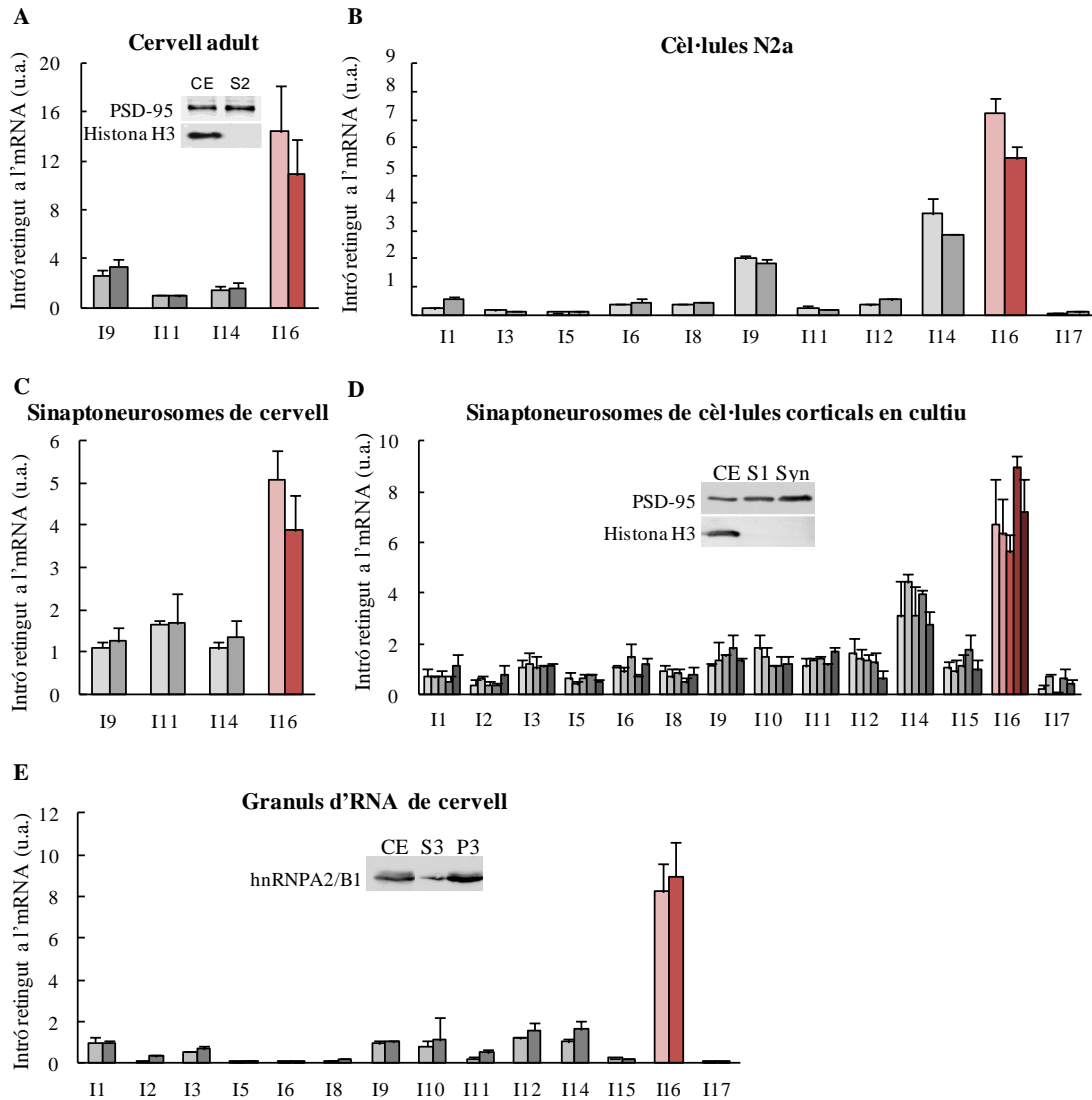 A
Cervell adult
Intró retingut a l'mRNA (u.a.)
20
16
12
8
4
0
CE S2
PSD-95
Histona H3
I9 I11 I14 I16
B
Cèl·lules N2a
Intró retingut a l'mRNA (u.a.)
9
8
7
6
5
4
3
2
1
I1 I3 I5 I6 I8 I9 I11 I12 I14 I16 I17
C
Sinaptoneurosomes de cervell
Intró retingut a l'mRNA (u.a.)
6
5
4
3
2
1
0
I9 I11 I14 I16
D
Sinaptoneurosomes de cèl·lules corticals en cultiu
Intró retingut a l'mRNA (u.a.)
10
8
6
4
2
0
CE S1 Syn
PSD-95
Histona H3
I1 I2 I3 I5 I6 I8 I9 I10 I11 I12 I14 I15 I16 I17
E
Granuls d'RNA de cervell
Intró retingut a l'mRNA (u.a.)
12
10
8
6
4
2
0
CE S3 P3
hnRNPA2/B1
I1 I2 I3 I5 I6 I8 I9 I10 I11 I12 I14 I15 I16 I17